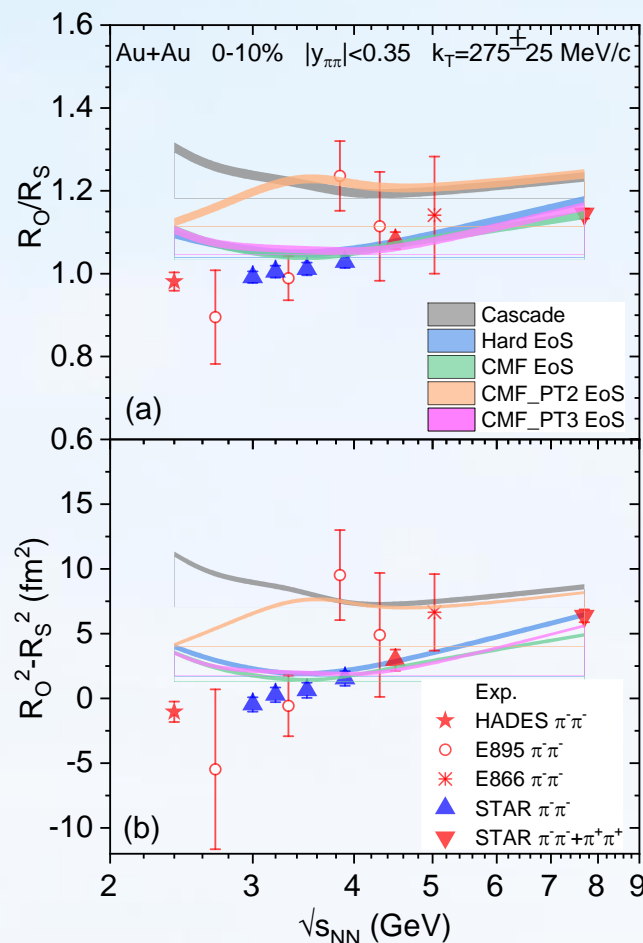 Au+Au 0-10% |yππ|<0.35 kT=275±25 MeV/c
1.6
1.4
1.2
1.0
0.8
0.6
RO/RS
Cascade
Hard EoS
CMF EoS
CMF_PT2 EoS
CMF_PT3 EoS
(a)
15
10
5
0
-5
-10
RO²-RS² (fm²)
Exp.
HADES π⁻π⁻
E895 π⁻π⁻
E866 π⁻π⁻
STAR π⁻π⁻
STAR π⁻π⁻+π⁺π⁺
(b)
2 3 4 5 6 7 8 9
√sNN (GeV)